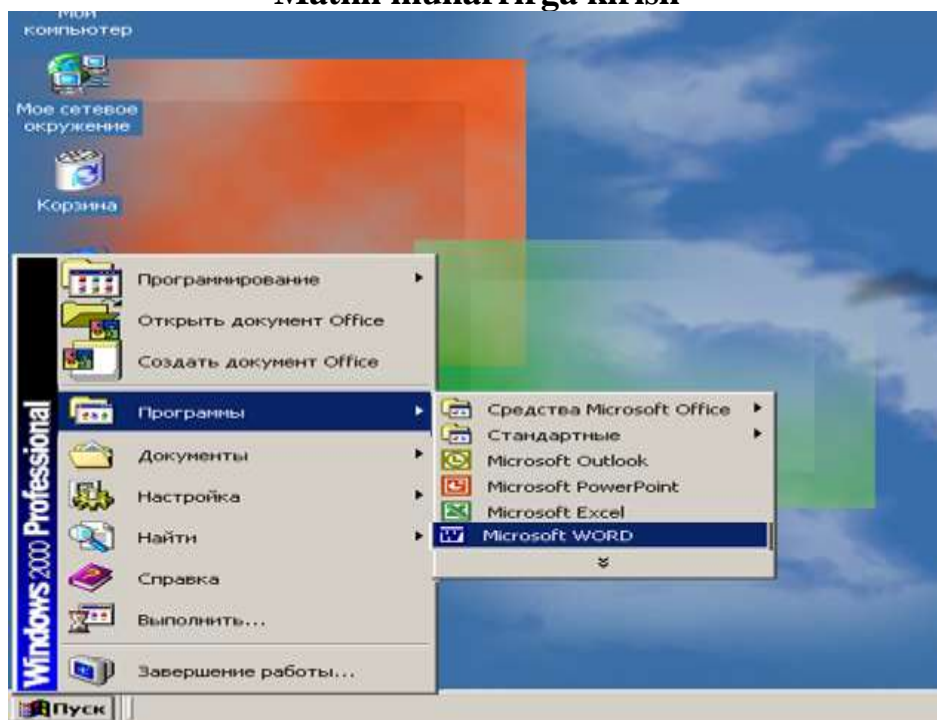 Matnli muharrirga kirish
Мой
компьютер
Мое сетевое
окружение
Корзина
Программирование
Открыть документ Office
Создать документ Office
Программы
Документы
Настройка
Найти
Справка
Выполнить...
Завершение работы...
Средства Microsoft Office
Стандартные
Microsoft Outlook
Microsoft PowerPoint
Microsoft Excel
Microsoft WORD
Windows 2000 Professional
Пуск